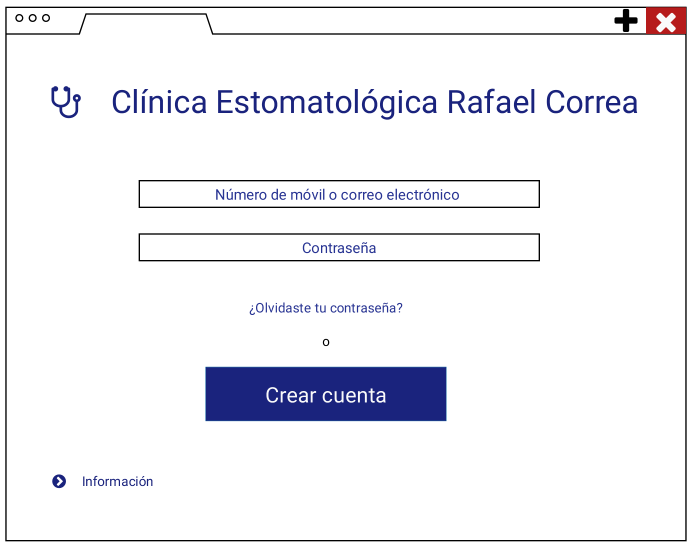 Clínica Estomatológica Rafael Correa
Número de móvil o correo electrónico
Contraseña
¿Olvidaste tu contraseña?
o
Crear cuenta
Información